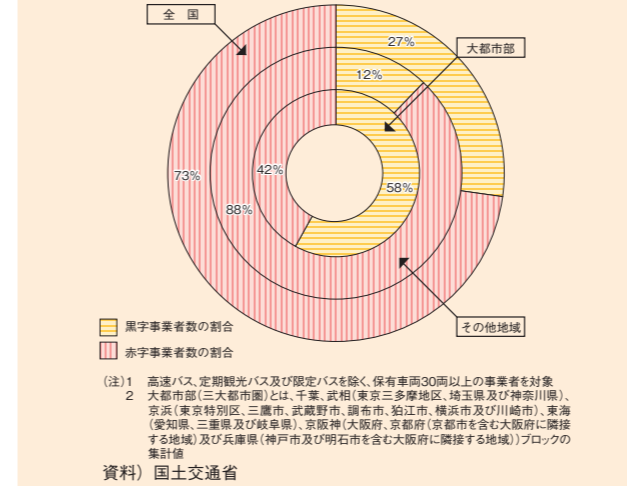 全 国
27%
大都市部
12%
42%
73%
58%
88%
その他地域
黒字事業者数の割合
赤字事業者数の割合
(注)1 高速バス、定期観光バス及び限定バスを除く、保有車両30両以上の事業者を対象
2 大都市部(三大都市圏)とは、千葉、武相(東京三多摩地区、埼玉県及び神奈川県)、
京浜(東京特別区、三鷹市、武蔵野市、調布市、狛江市、横浜市及び川崎市)、東海
(愛知県、三重県及び岐阜県)、京阪神(大阪府、京都府(京都市を含む大阪府に隣接
する地域)及び兵庫県(神戸市及び明石市を含む大阪府に隣接する地域))ブロックの
集計値
資料)国土交通省